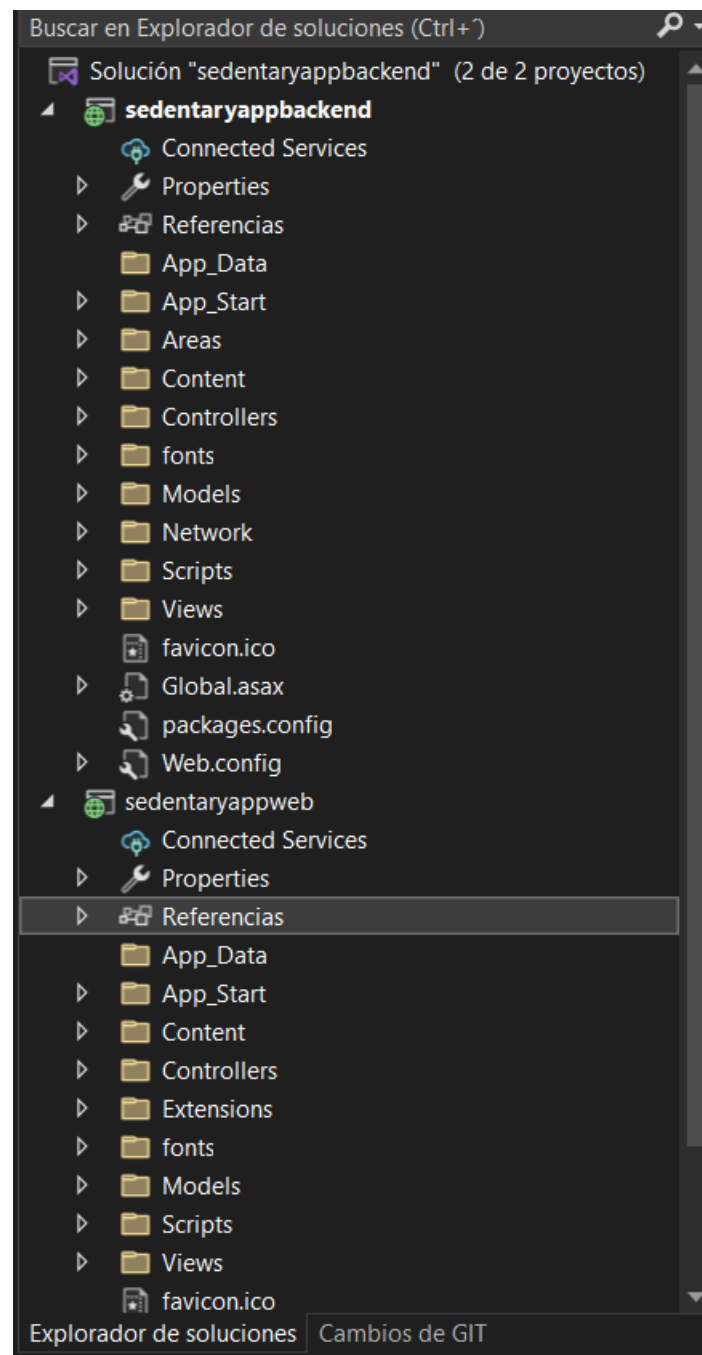 Buscar en Explorador de soluciones (Ctrl+´)
Solución "sedentaryappbackend" (2 de 2 proyectos)
sedentaryappbackend
Connected Services
Properties
Referencias
App_Data
App_Start
Areas
Content
Controllers
fonts
Models
Network
Scripts
Views
favicon.ico
Global.asax
packages.config
Web.config
sedentaryappweb
Connected Services
Properties
Referencias
App_Data
App_Start
Content
Controllers
Extensions
fonts
Models
Scripts
Views
favicon.ico
Explorador de soluciones Cambios de GIT